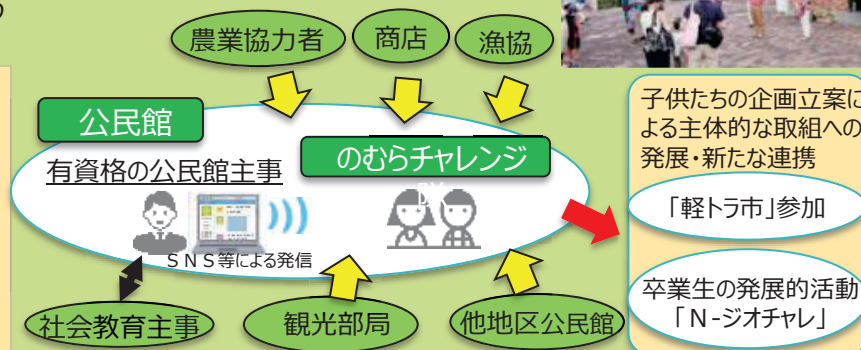 農業協力者
商店
漁協
公民館
有資格の公民館主事
のむらチャレンジ
隊
SNS等による発信
社会教育主事
観光部局
他地区公民館
子供たちの企画立案に
よる主体的な取組への
発展・新たな連携
「軽トラ市」参加
卒業生の発展的活動
「N-ジオチャレ」